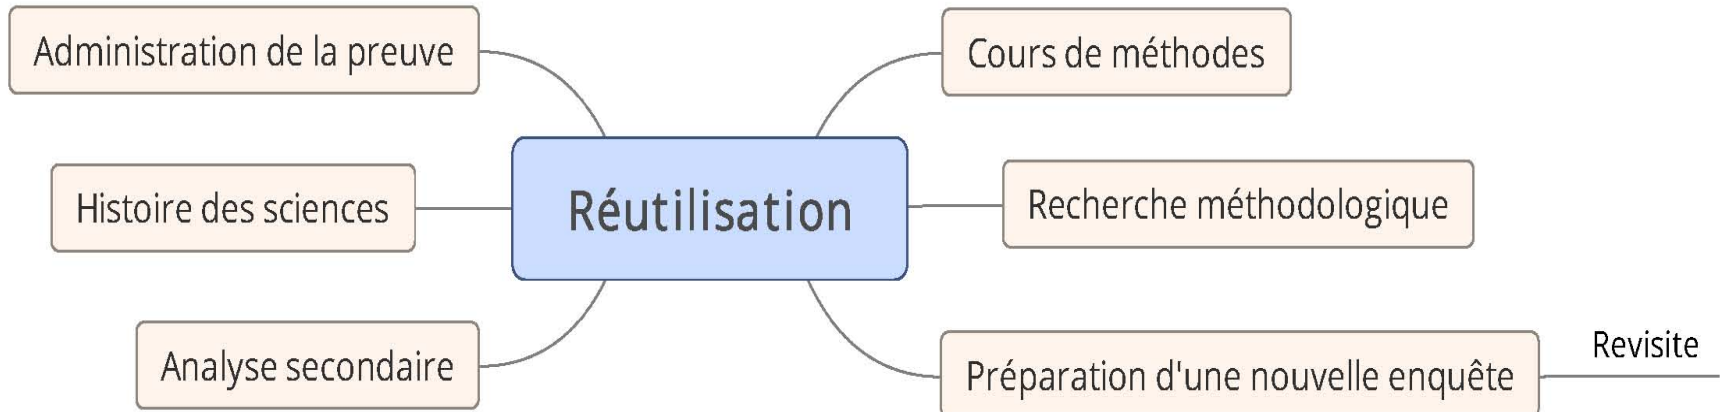 Administration de la preuve
Cours de méthodes
Histoire des sciences
Réutilisation
Recherche méthodologique
Analyse secondaire
Préparation d'une nouvelle enquête
Revisite